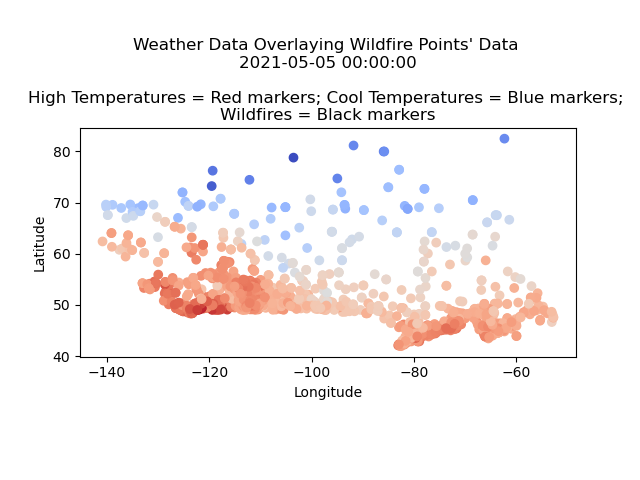 Weather Data Overlaying Wildfire Points' Data
2021-05-05 00:00:00
High Temperatures = Red markers; Cool Temperatures = Blue markers;
Wildfires = Black markers
80
70
60
50
40
Latitude
−140 −120 −100 −80 −60
Longitude